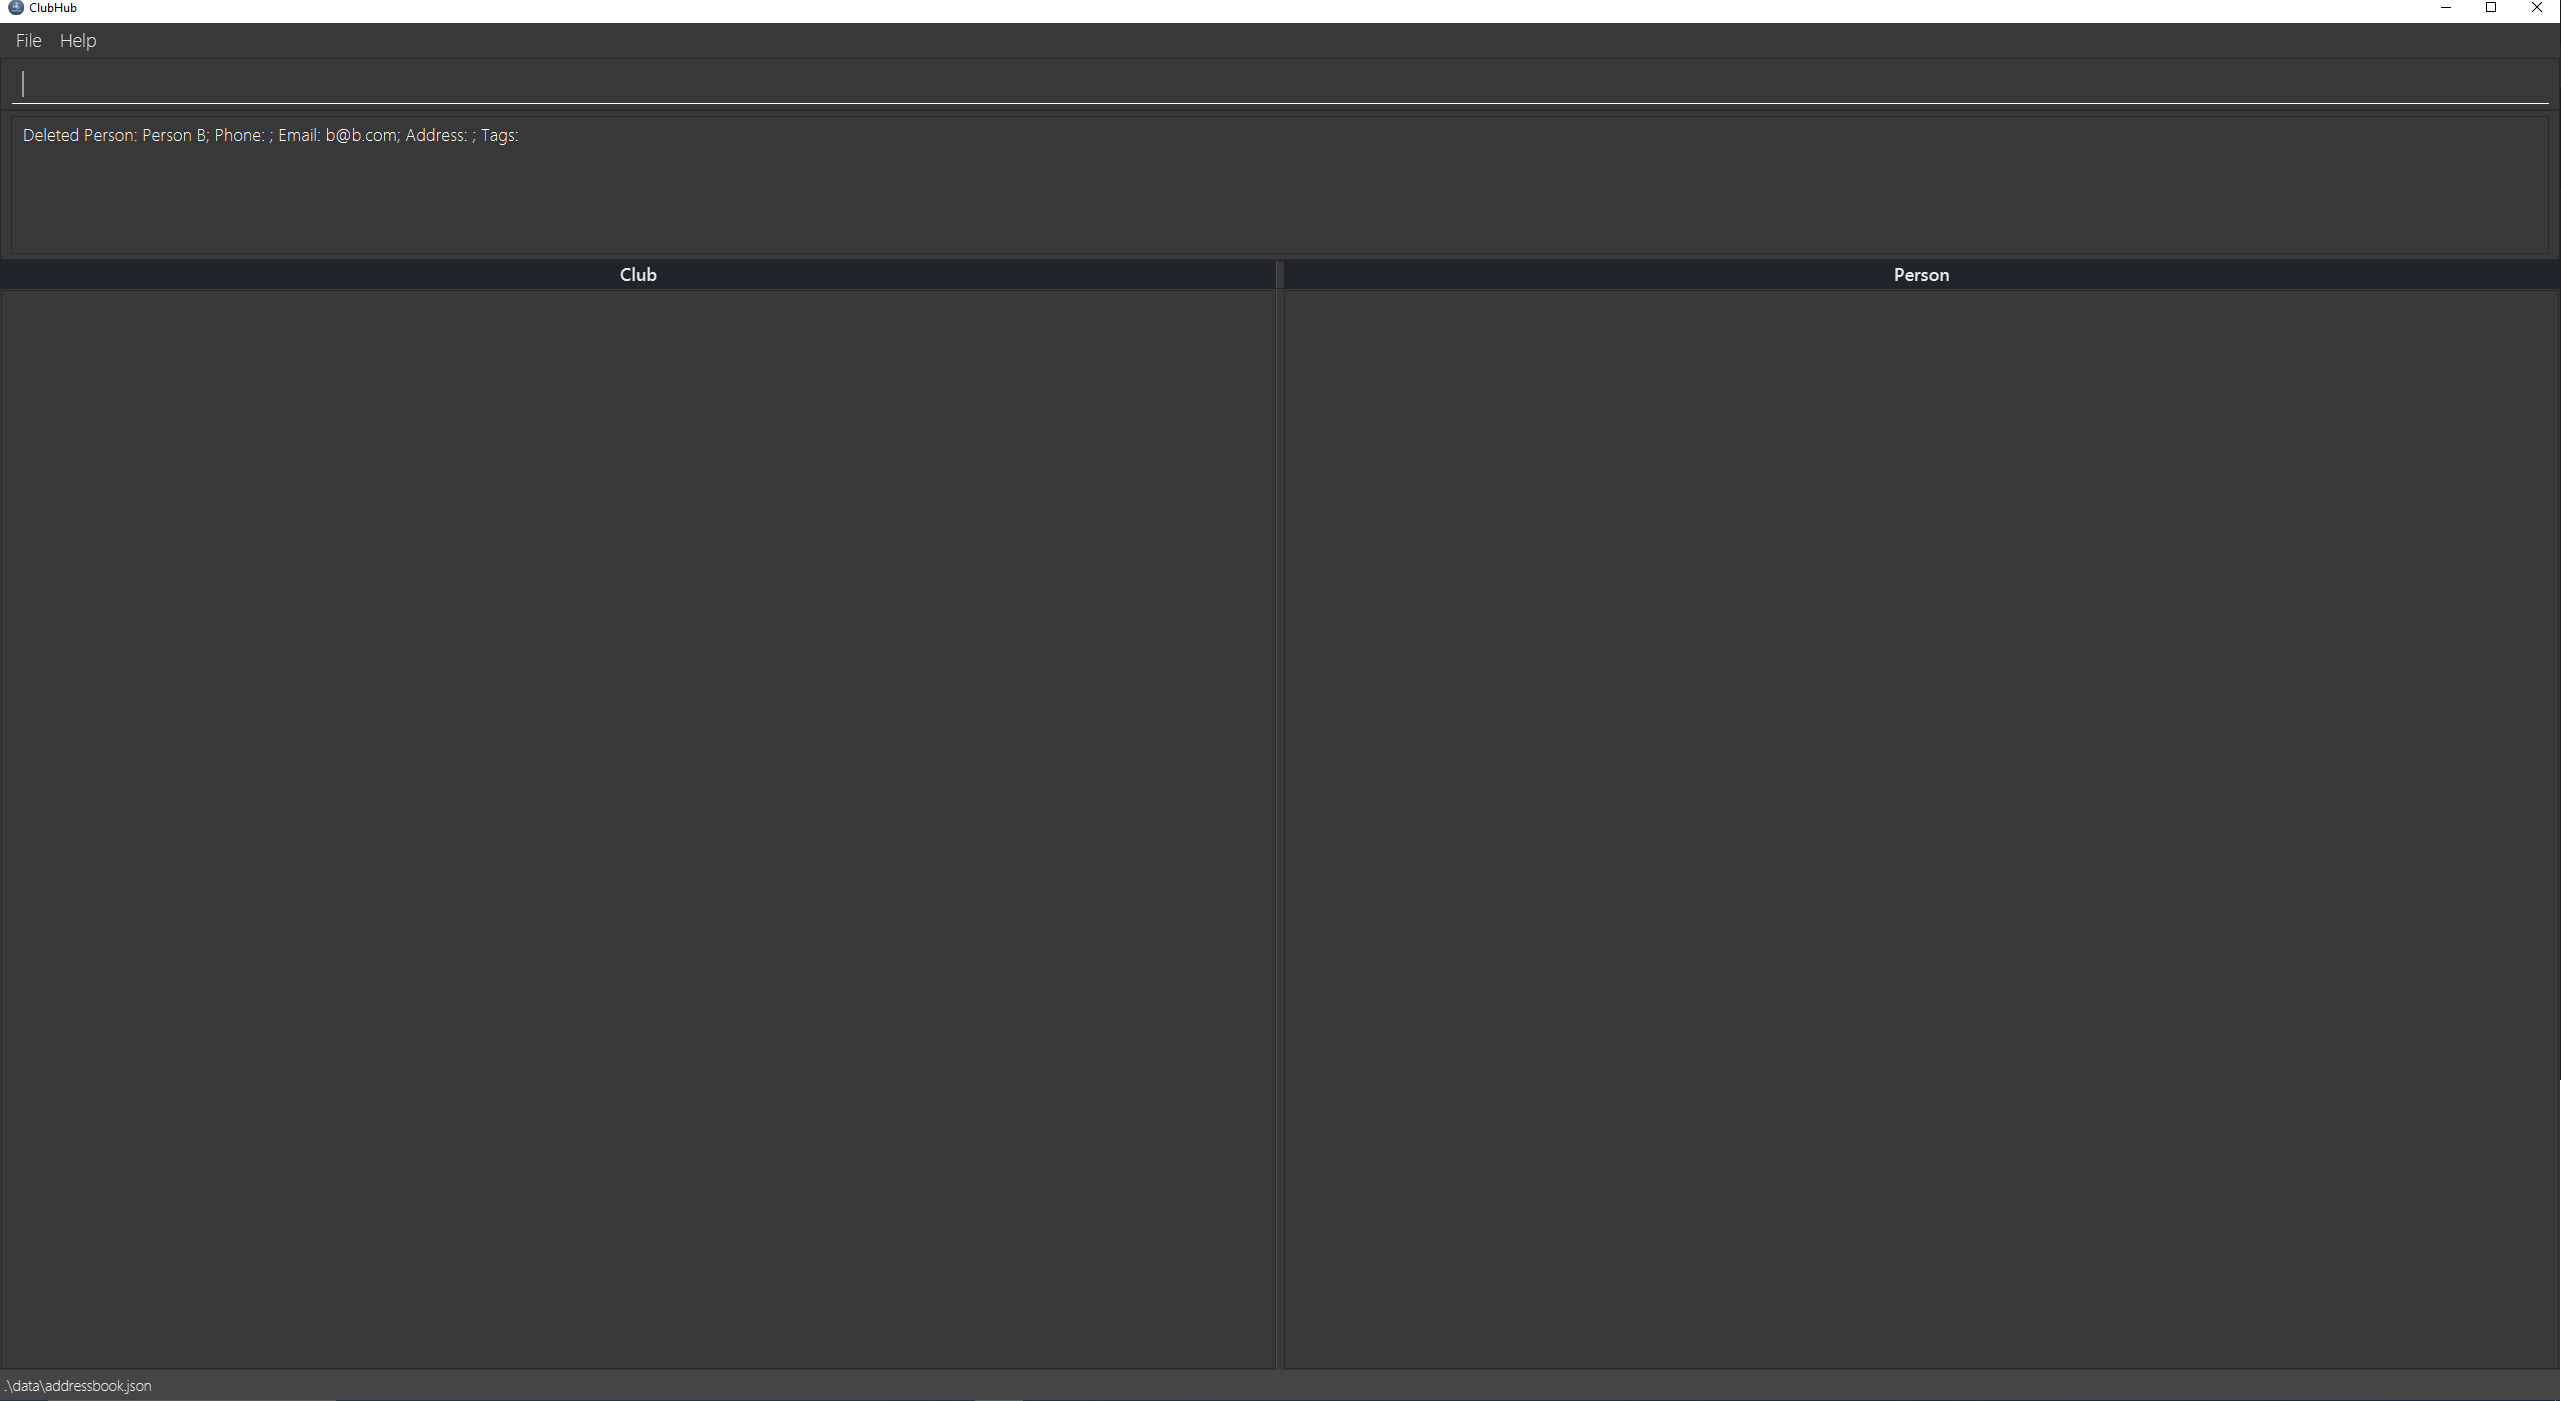 ClubHub
File Help
Deleted Person: Person B; Phone: ; Email: b@b.com; Address: ; Tags:
Club Person
.\data\addressbook.json